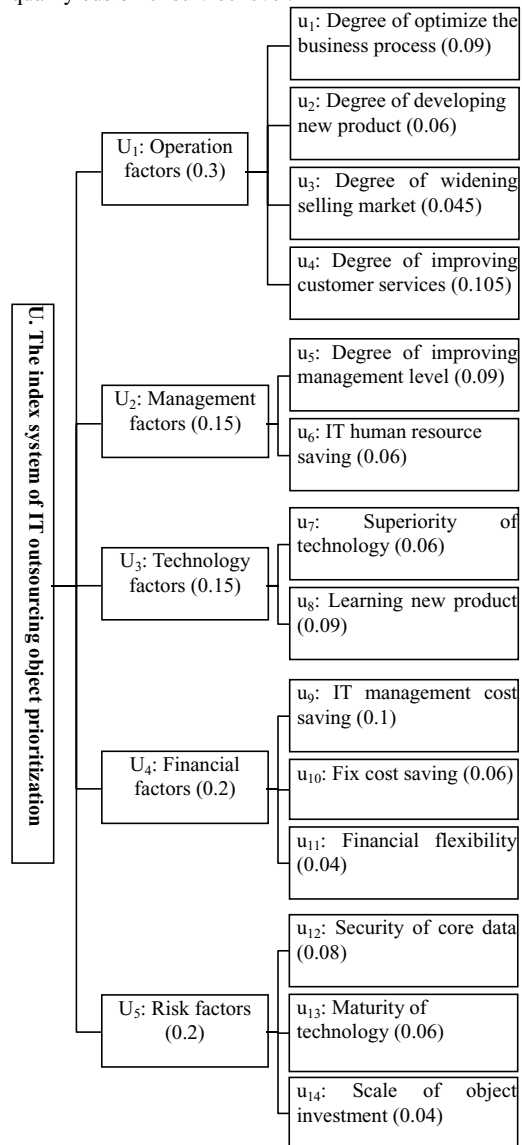 u₁: Degree of optimize the
business process (0.09)
u₂: Degree of developing
new product (0.06)
U₁: Operation
factors (0.3)
u₃: Degree of widening
selling market (0.045)
u₄: Degree of improving
customer services (0.105)
U. The index system of IT outsourcing object prioritization
u₅: Degree of improving
management level (0.09)
U₂: Management
factors (0.15)
u₆: IT human resource
saving (0.06)
u₇: Superiority of
technology (0.06)
U₃: Technology
factors (0.15)
u₈: Learning new product
(0.09)
u₉: IT management cost
saving (0.1)
U₄: Financial
factors (0.2)
u₁₀: Fix cost saving (0.06)
u₁₁: Financial flexibility
(0.04)
u₁₂: Security of core data
(0.08)
U₅: Risk factors
(0.2)
u₁₃: Maturity of
technology (0.06)
u₁₄: Scale of object
investment (0.04)